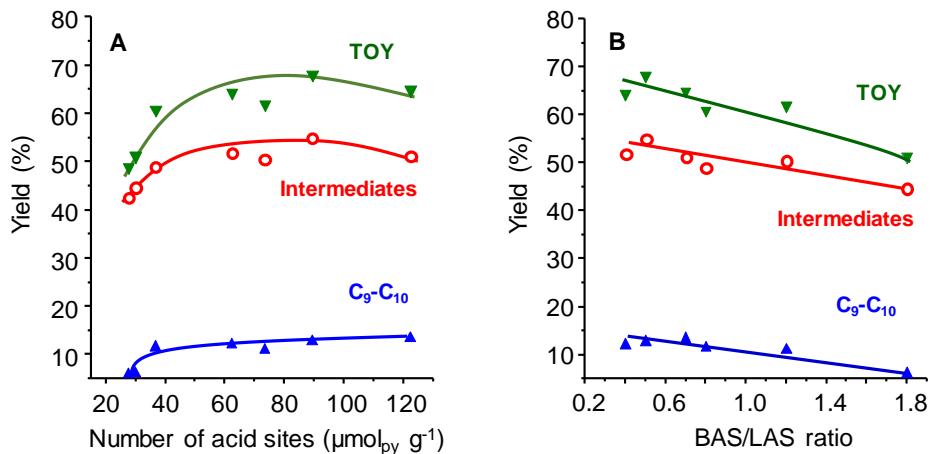 A
TOY
Intermediates
C₉-C₁₀
Yield (%)
80
70
60
50
40
30
20
10
20 40 60 80 100 120
Number of acid sites (µmolpy g⁻¹)
B
TOY
Intermediates
C₉-C₁₀
Yield (%)
80
70
60
50
40
30
20
10
0.2 0.6 1.0 1.4 1.8
BAS/LAS ratio